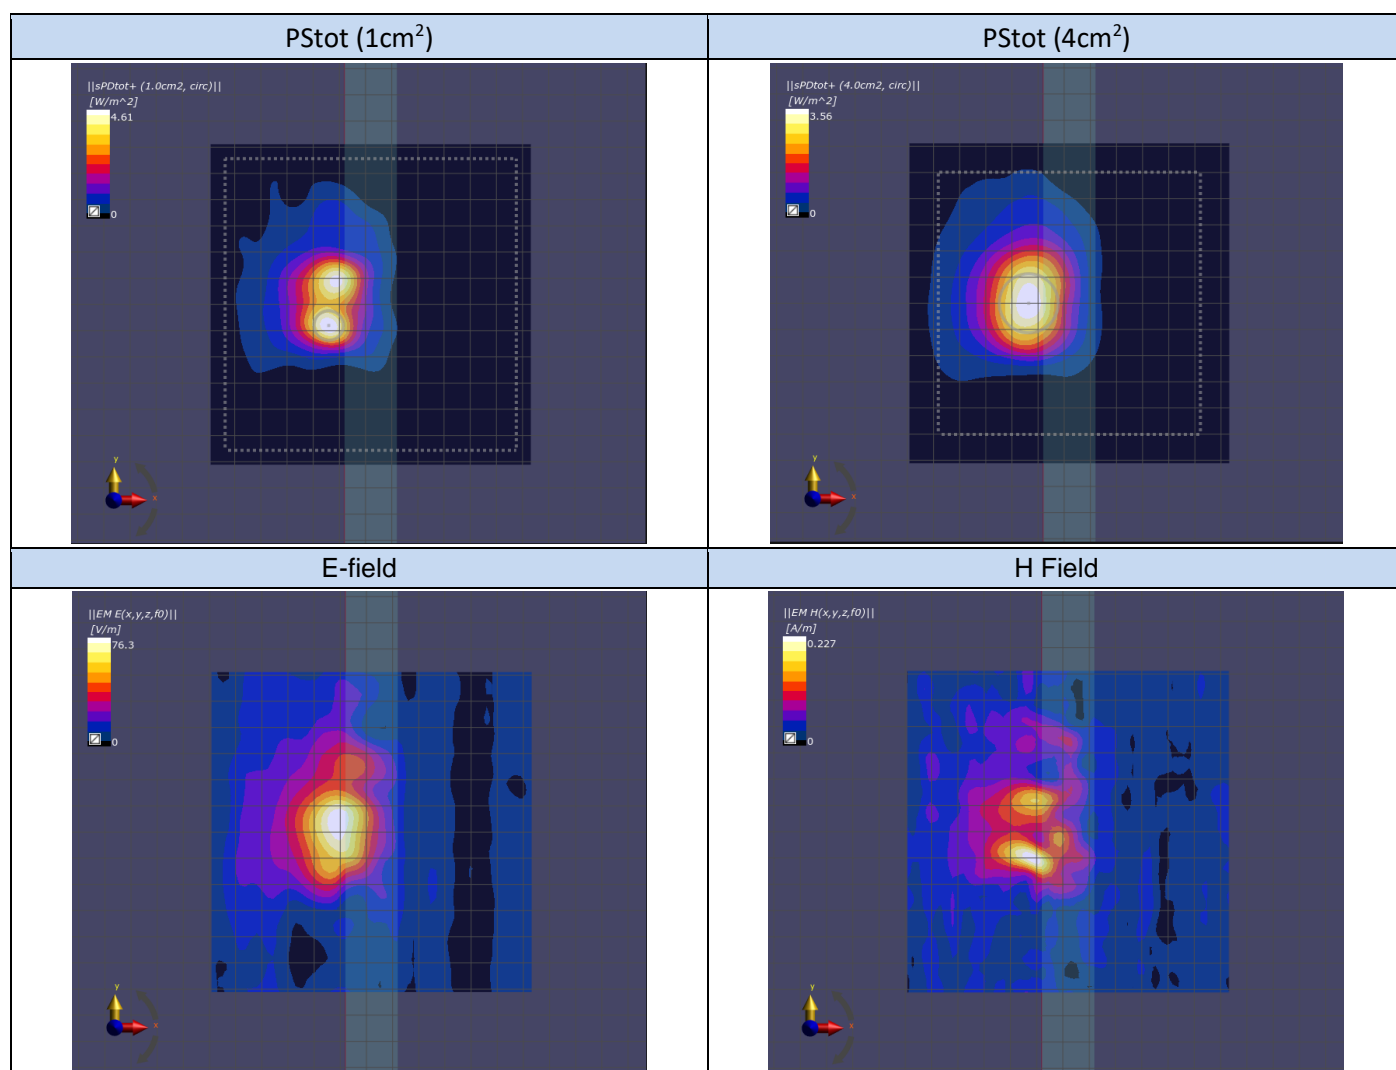 PStot (1cm²)
PStot (4cm²)
||sPDtot+ (1.0cm2, circ)||
[W/m^2]
4.61
0
y
x
||sPDtot+ (4.0cm2, circ)||
[W/m^2]
3.56
0
y
x
E-field
H Field
||EM E(x,y,z,f0)||
[V/m]
76.3
0
y
x
||EM H(x,y,z,f0)||
[A/m]
0.227
0
y
x